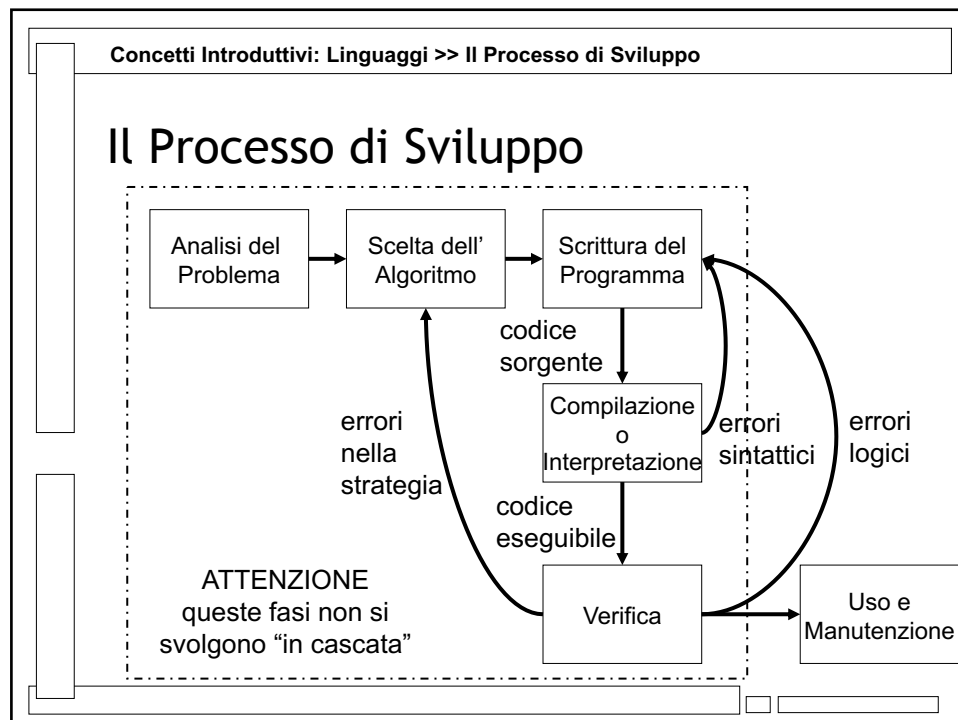 Concetti Introduttivi: Linguaggi >> Il Processo di Sviluppo
Il Processo di Sviluppo
Analisi del
Problema
Scelta dell’
Algoritmo
Scrittura del
Programma
codice
sorgente
Compilazione
o
Interpretazione
errori
sintattici
errori
logici
errori
nella
strategia
codice
eseguibile
ATTENZIONE
queste fasi non si
svolgono “in cascata”
Verifica
Uso e
Manutenzione